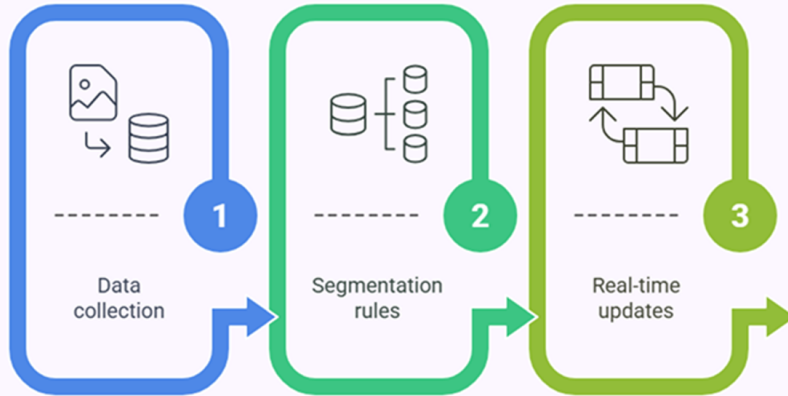 1
Data
collection
2
Segmentation
rules
3
Real-time
updates